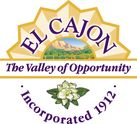 EL CAJON
The Valley of Opportunity
• Incorporated 1912 •